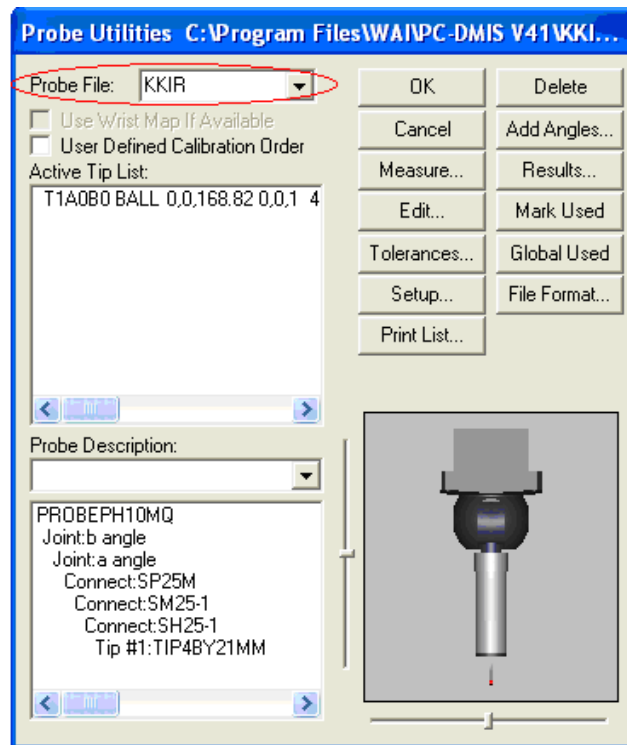 Probe Utilities C:\Program Files\WAI\PC-DMIS V41\KKI...
Probe File: KKIR
Use Wrist Map If Available
User Defined Calibration Order
Active Tip List:
T1A0B0 BALL 0,0,168.82 0,0,1 4
OK
Delete
Cancel
Add Angles...
Measure...
Results...
Edit...
Mark Used
Tolerances...
Global Used
Setup...
File Format...
Print List...
Probe Description:
PROBEPH10MQ
Joint:b angle
Joint:a angle
Connect:SP25M
Connect:SM25-1
Connect:SH25-1
Tip #1:TIP4BY21MM